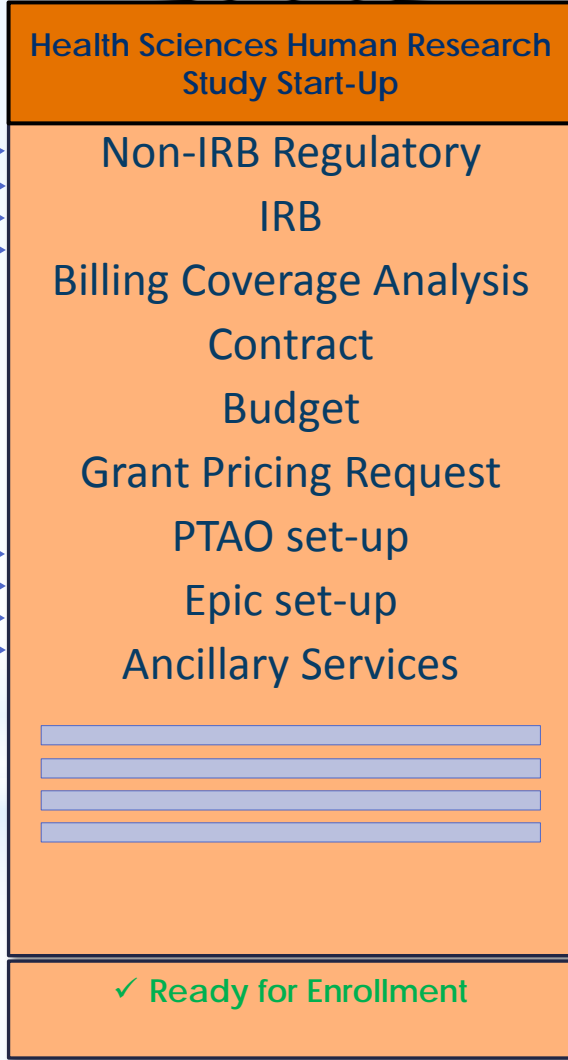 Health Sciences Human Research
Study Start-Up
Non-IRB Regulatory
IRB
Billing Coverage Analysis
Contract
Budget
Grant Pricing Request
PTAO set-up
Epic set-up
Ancillary Services
✓ Ready for Enrollment